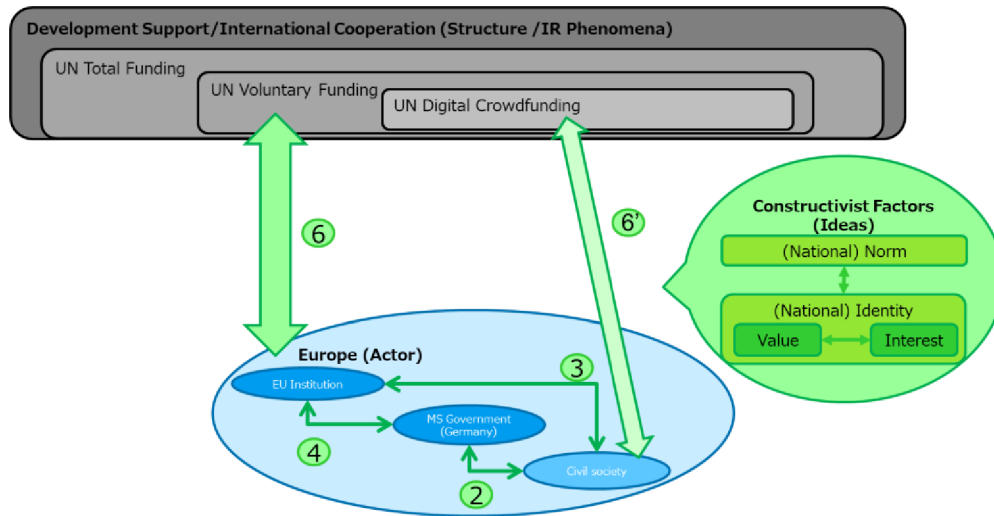 Development Support/International Cooperation (Structure /IR Phenomena)
UN Total Funding
UN Voluntary Funding
UN Digital Crowdfunding
6
6’
Constructivist Factors
(Ideas)
(National) Norm
(National) Identity
Value
Interest
Europe (Actor)
EU Institution
3
MS Government
(Germany)
4
Civil society
2